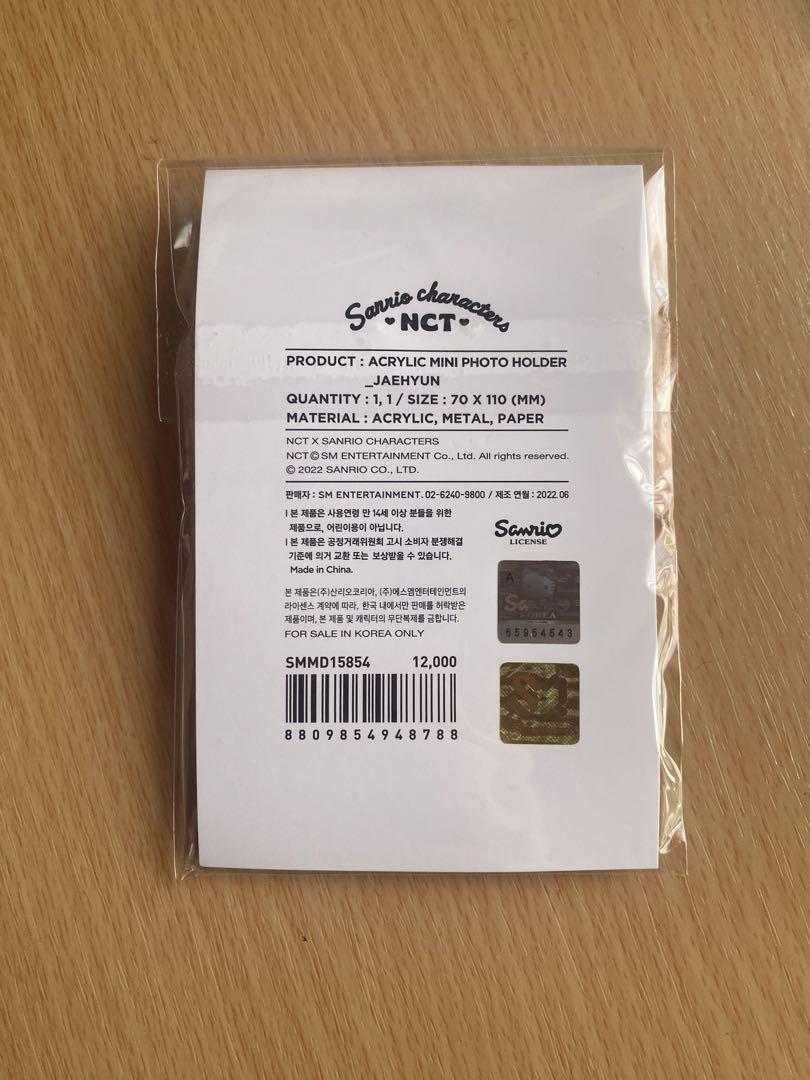 Sanrio characters
NCT
PRODUCT : ACRYLIC MINI PHOTO HOLDER
_JAEHYUN
QUANTITY : 1, 1 / SIZE : 70 X 110 (MM)
MATERIAL : ACRYLIC, METAL, PAPER
NCT X SANRIO CHARACTERS
NCT©SM ENTERTAINMENT Co., Ltd. All rights reserved.
© 2022 SANRIO CO., LTD.
판매자 : SM ENTERTAINMENT. 02-6240-9800 / 제조 연월 : 2022.06
I 본 제품은 사용연령 만 14세 이상 분들을 위한
제품으로, 어린이용이 아닙니다.
I 본 제품은 공정거래위원회 고시 소비자 분쟁해결
기준에 의거 교환 또는 보상받을 수 있습니다.
Made in China.
Sanrio
LICENSE
본 제품은(주)산리오코리아, (주)에스엠엔터테인먼트의
라이센스 계약에 따라, 한국 내에서만 판매를 허락받은
제품이며, 본 제품 및 캐릭터의 무단복제를 금합니다.
FOR SALE IN KOREA ONLY
A
Sanrio
KOREA
65954543
SMMD15854 12,000
8809854948788
SM